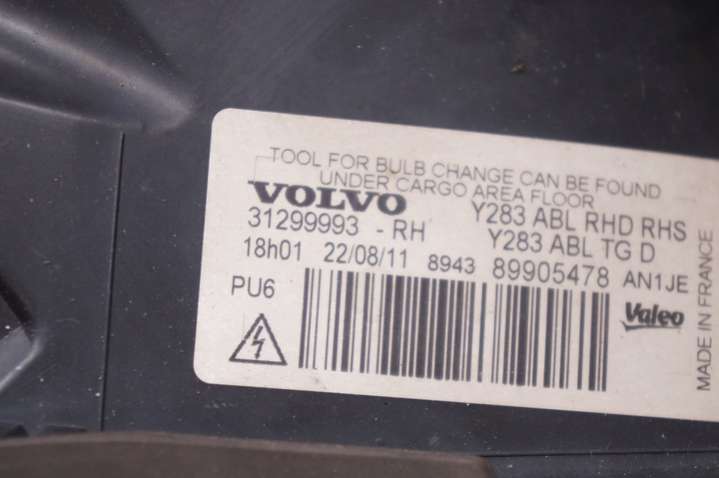 TOOL FOR BULB CHANGE CAN BE FOUND
UNDER CARGO AREA FLOOR
VOLVO
Y283 ABL RHD RHS
31299993 - RH
Y283 ABL TG D
18h01 22/08/11 8943 89905478 AN1JE
PU6
Valeo
MADE IN FRANCE